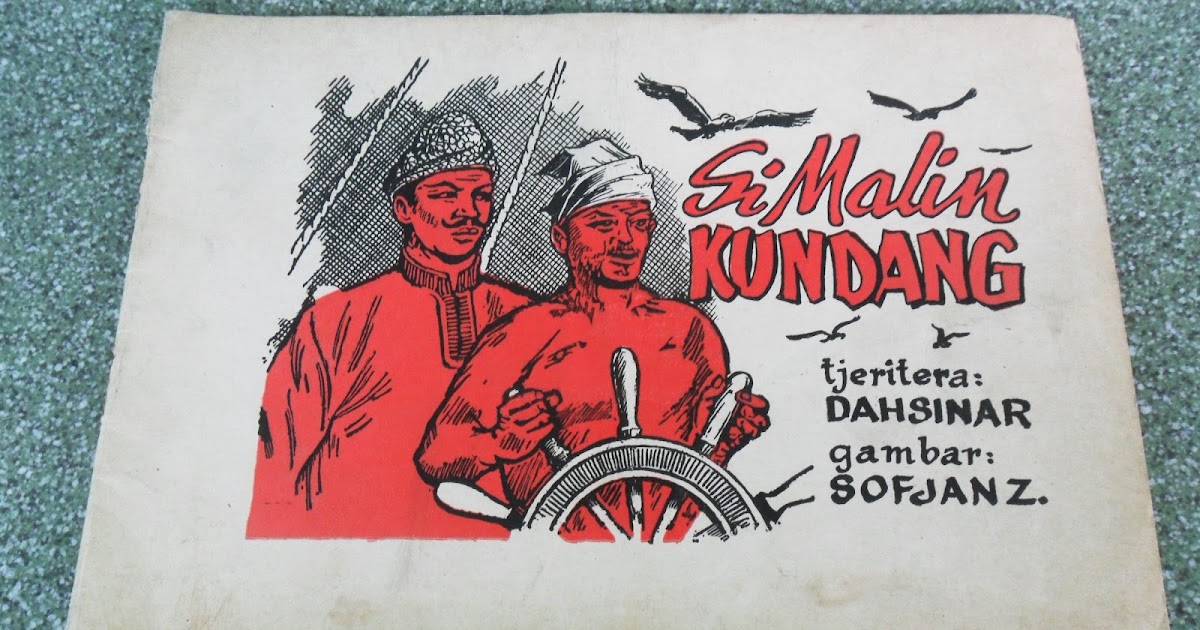 Si Malin
KUNDANG
tjeritera:
DAHSINAR
gambar:
SOFJAN Z.